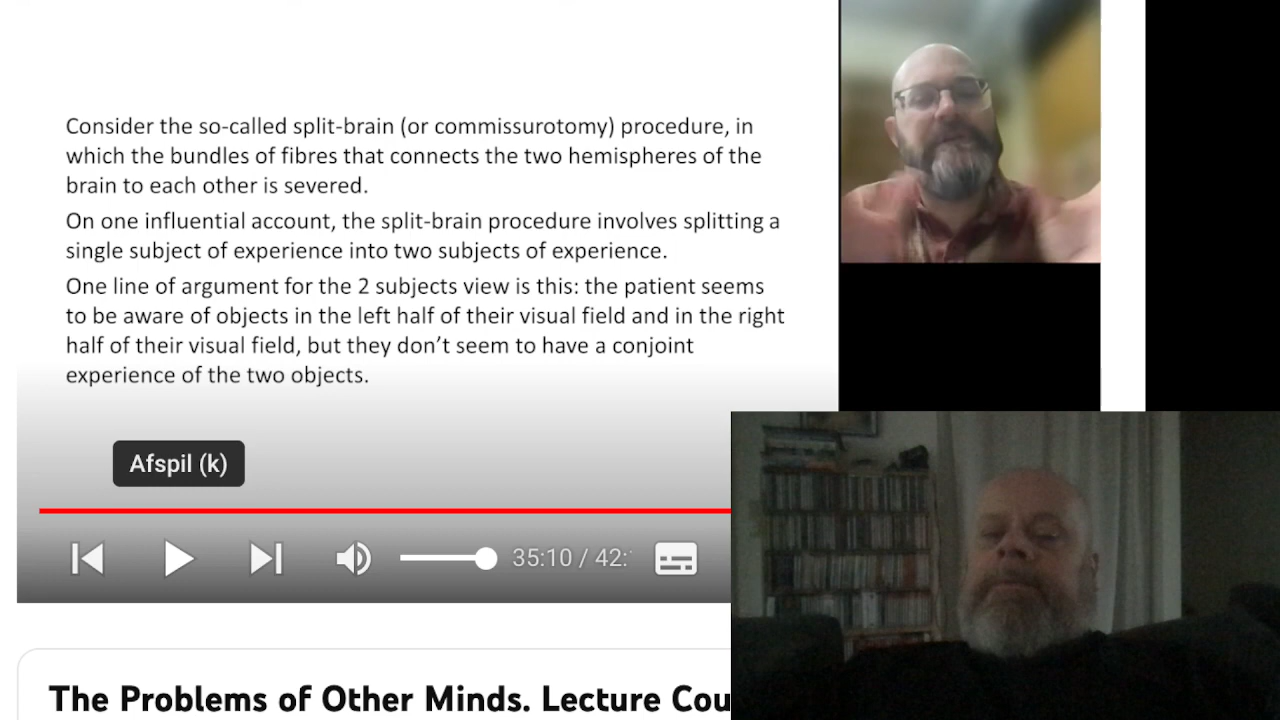 Consider the so-called split-brain (or commissurotomy) procedure, in
which the bundles of fibres that connects the two hemispheres of the
brain to each other is severed.
On one influential account, the split-brain procedure involves splitting a
single subject of experience into two subjects of experience.
One line of argument for the 2 subjects view is this: the patient seems
to be aware of objects in the left half of their visual field and in the right
half of their visual field, but they don’t seem to have a conjoint
experience of the two objects.
Afspil (k)
35:10 / 42:
The Problems of Other Minds. Lecture Cou